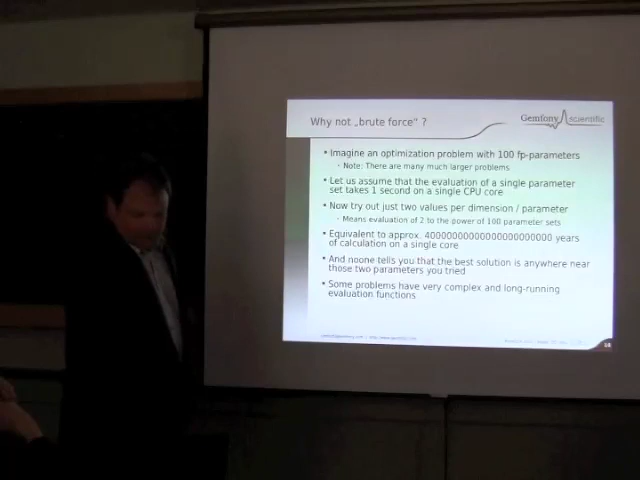 Why not „brute force“ ?
Gemfony scientific
• Imagine an optimization problem with 100 fp-parameters
• Note: There are many much larger problems
• Let us assume that the evaluation of a single parameter
set takes 1 second on a single CPU core
• Now try out just two values per dimension / parameter
• Means evaluation of 2 to the power of 100 parameter sets
• Equivalent to approx. 40000000000000000000000 years
of calculation on a single core
• And noone tells you that the best solution is anywhere near
those two parameters you tried
• Some problems have very complex and long-running
evaluation functions